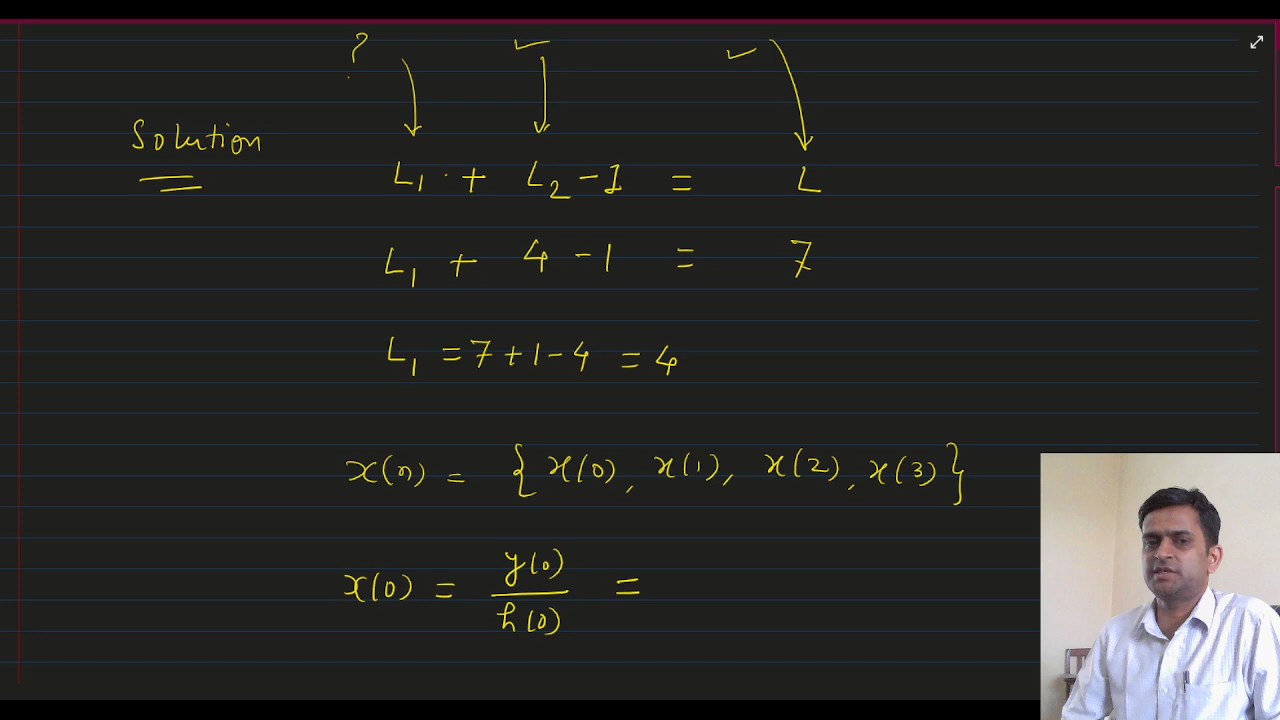 ?
Solution
L₁ + L₂ - 1 = L
L₁ + 4 - 1 = 7
L₁ = 7 + 1 - 4 = 4
x(n) = { x(0), x(1), x(2), x(3) }
x(0) = y(0) / h(0) =